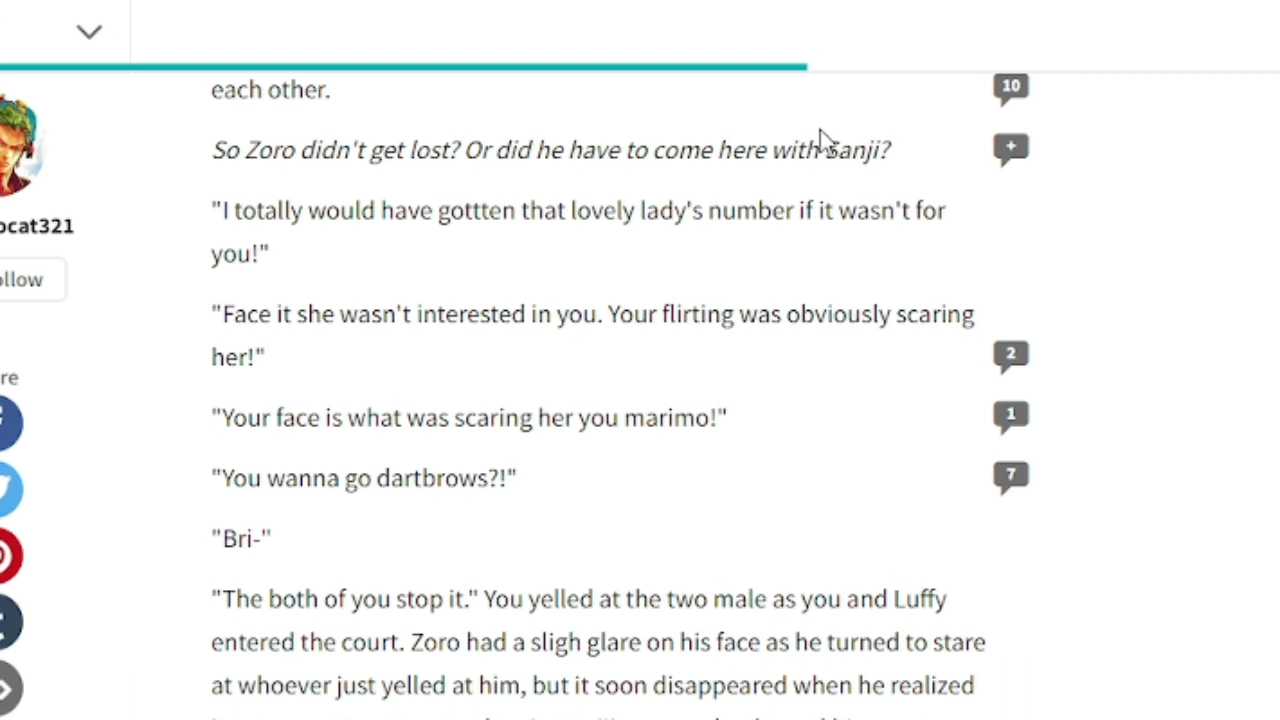 each other.
10
So Zoro didn't get lost? Or did he have to come here with Sanji?
+
"I totally would have gottten that lovely lady's number if it wasn't for
you!"
ocat321
ollow
"Face it she wasn't interested in you. Your flirting was obviously scaring
her!"
2
re
"Your face is what was scaring her you marimo!"
1
"You wanna go dartbrows?!"
7
"Bri-"
"The both of you stop it." You yelled at the two male as you and Luffy
entered the court. Zoro had a sligh glare on his face as he turned to stare
at whoever just yelled at him, but it soon disappeared when he realized